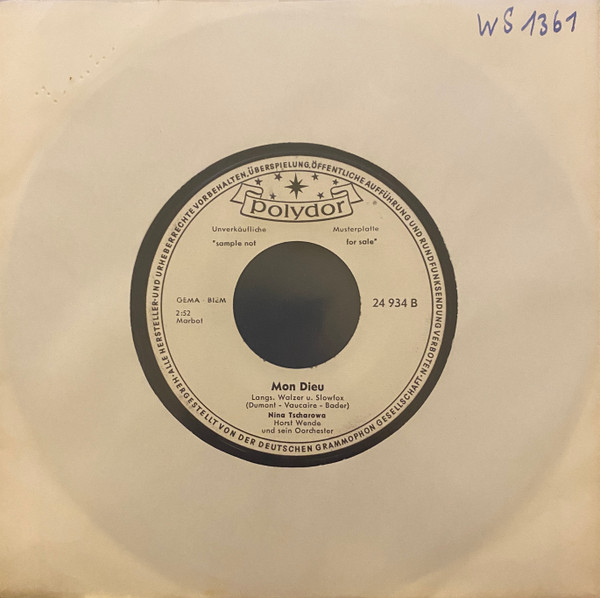 WS 1361
·ALLE HERSTELLER-UND URHEBERRECHTE VORBEHALTEN,ÜBERSPIELUNG,ÖFFENTLICHE AUFFÜHRUNG UND RUNDFUNKSENDUNG VERBOTEN·
polydor
Unverkäufliche Musterplatte
"sample not for sale"
GEMA - BIEM
24 934 B
2:52
Marbot
Mon Dieu
Langs. Walzer u. Slowfox
(Dumont - Vaucaire - Bader)
Nina Tscharowa
Horst Wende
und sein Oorchester
HERGESTELLT VON DER DEUTSCHEN GRAMMOPHON GESELLSCHAFT·